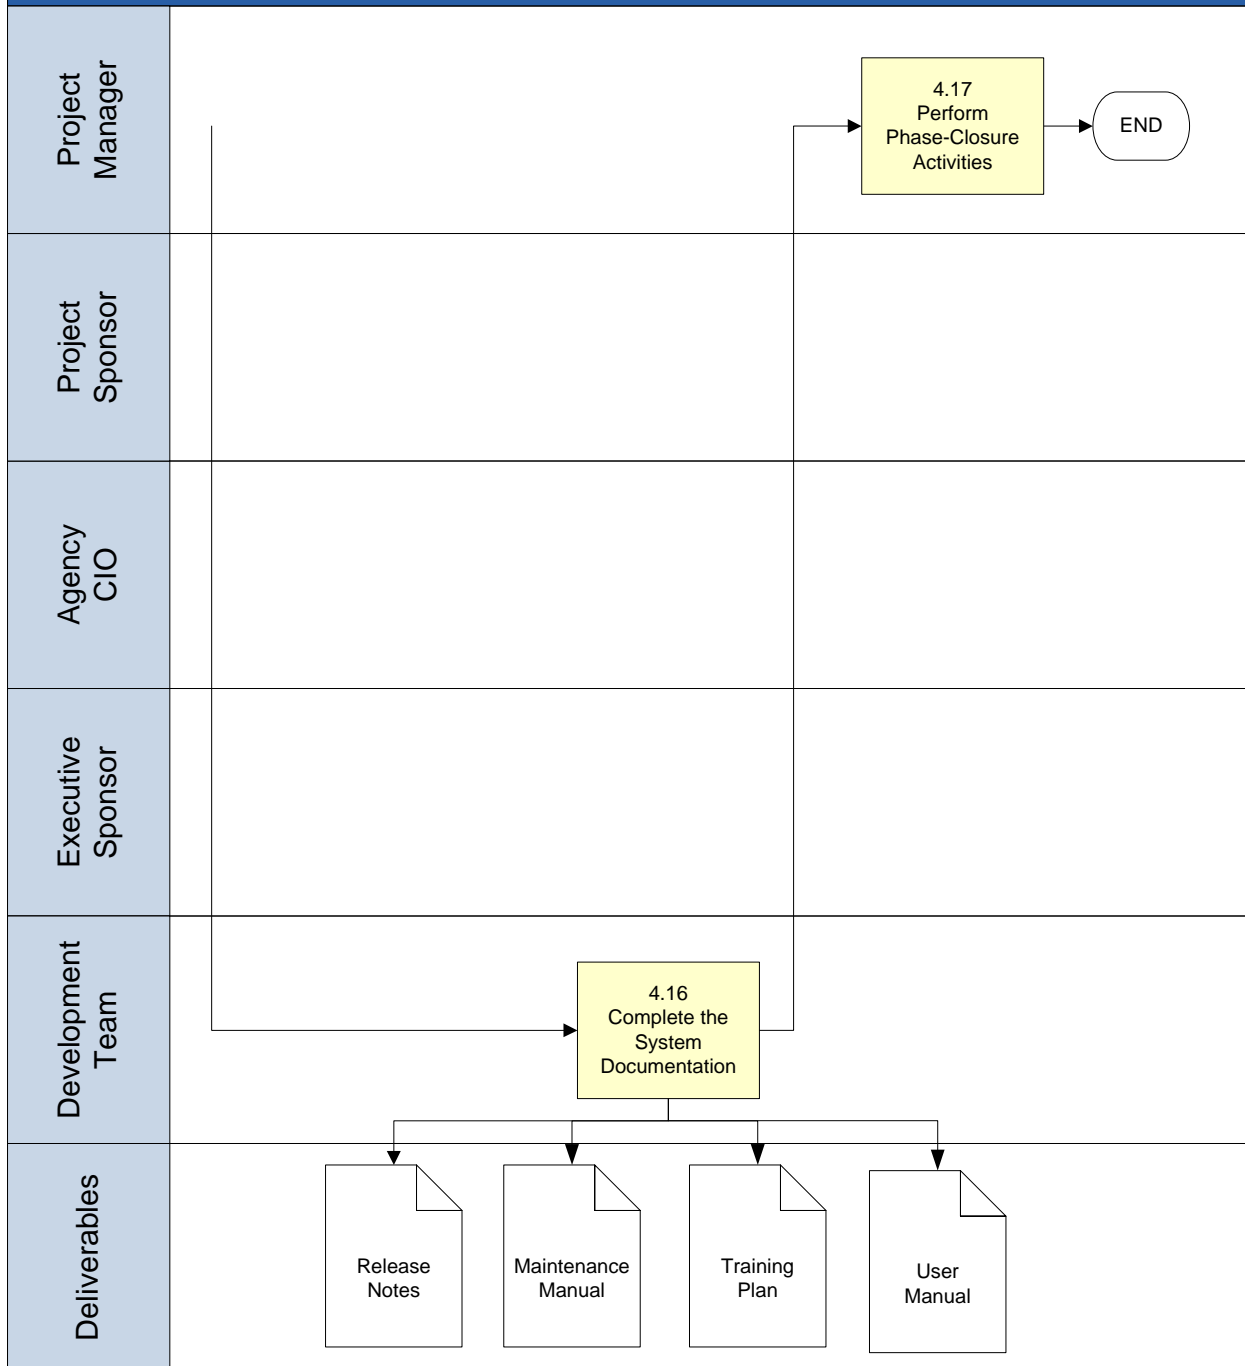 Project
Manager
4.17
Perform
Phase-Closure
Activities
END
Project
Sponsor
Agency
CIO
Executive
Sponsor
Development
Team
4.16
Complete the
System
Documentation
Deliverables
Release
Notes
Maintenance
Manual
Training
Plan
User
Manual